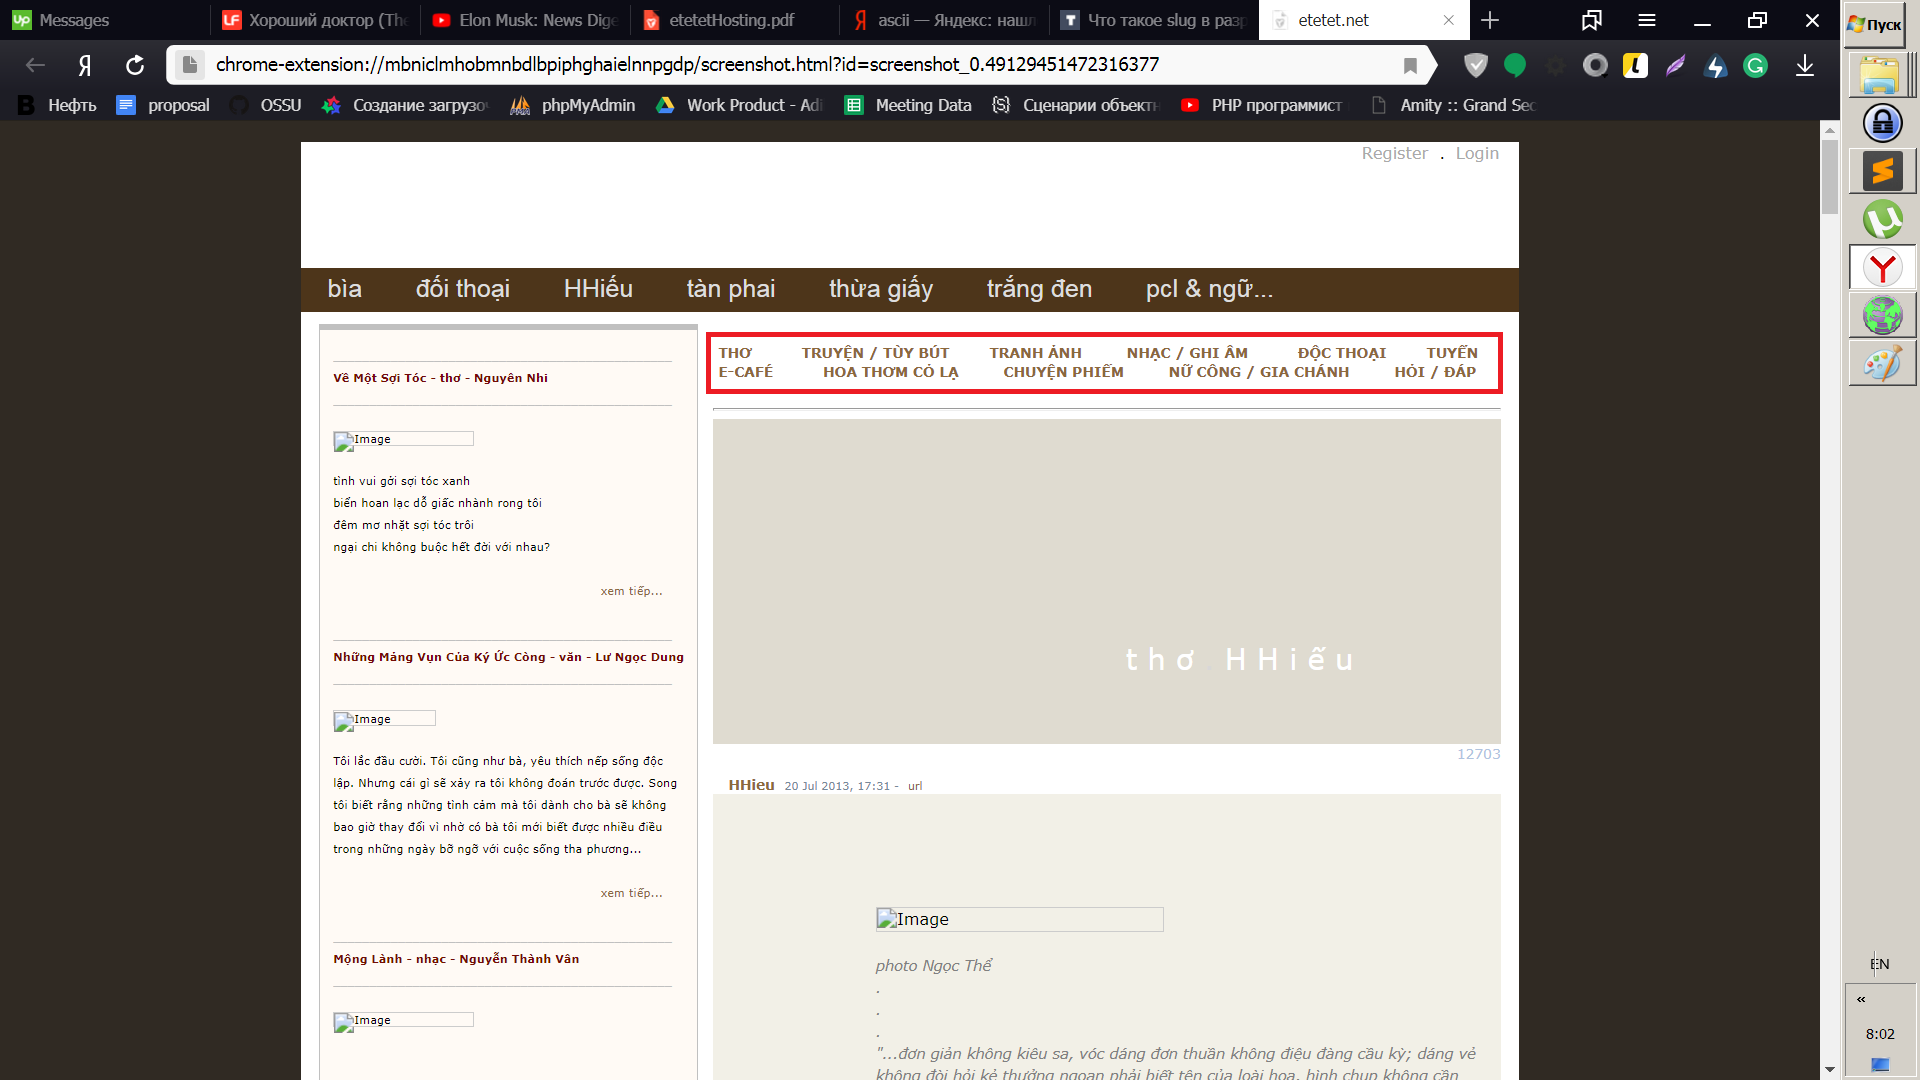 Messages
Хороший доктор (The
Elon Musk: News Dige
etetetHosting.pdf
ascii — Яндекс: нашл
Что такое slug в разр
etetet.net
Пуск
chrome-extension://mbniclmhobmnbdlbpiphghaielnnpgdp/screenshot.html?id=screenshot_0.49129451472316377
Нефть
proposal
OSSU
Создание загрузо
phpMyAdmin
Work Product - Adi
Meeting Data
Сценарии объектн
PHP программист
Amity :: Grand Sec
Register . Login
bìa đối thoại HHiếu tàn phai thừa giấy trắng đen pcl & ngữ...
THƠ TRUYỆN / TÙY BÚT TRANH ẢNH NHẠC / GHI ÂM ĐỘC THOẠI TUYỂN
E-CAFÉ HOA THƠM CỎ LẠ CHUYỆN PHIẾM NỮ CÔNG / GIA CHÁNH HỎI / ĐÁP
Về Một Sợi Tóc - thơ - Nguyên Nhi
Image
tình vui gởi sợi tóc xanh
biển hoan lạc dỗ giấc nhành rong tôi
đêm mơ nhặt sợi tóc trôi
ngại chi không buộc hết đời với nhau?
xem tiếp...
Những Mảng Vụn Của Ký Ức Còng - văn - Lư Ngọc Dung
Image
Tôi lắc đầu cười. Tôi cũng như bà, yêu thích nếp sống độc
lập. Nhưng cái gì sẽ xảy ra tôi không đoán trước được. Song
tôi biết rằng những tình cảm mà tôi dành cho bà sẽ không
bao giờ thay đổi vì nhờ có bà tôi mới biết được nhiều điều
trong những ngày bỡ ngỡ với cuộc sống tha phương...
xem tiếp...
Mộng Lành - nhạc - Nguyễn Thành Vân
Image
thơ HHiếu
12703
HHieu 20 Jul 2013, 17:31 - url
Image
photo Ngọc Thể
.
.
.
"...đơn giản không kiêu sa, vóc dáng đơn thuần không điệu đàng cầu kỳ; dáng vẻ
không đòi hỏi kẻ thưởng ngoạn phải biết tên của loài hoa, hình chụp không cần
EN
8:02